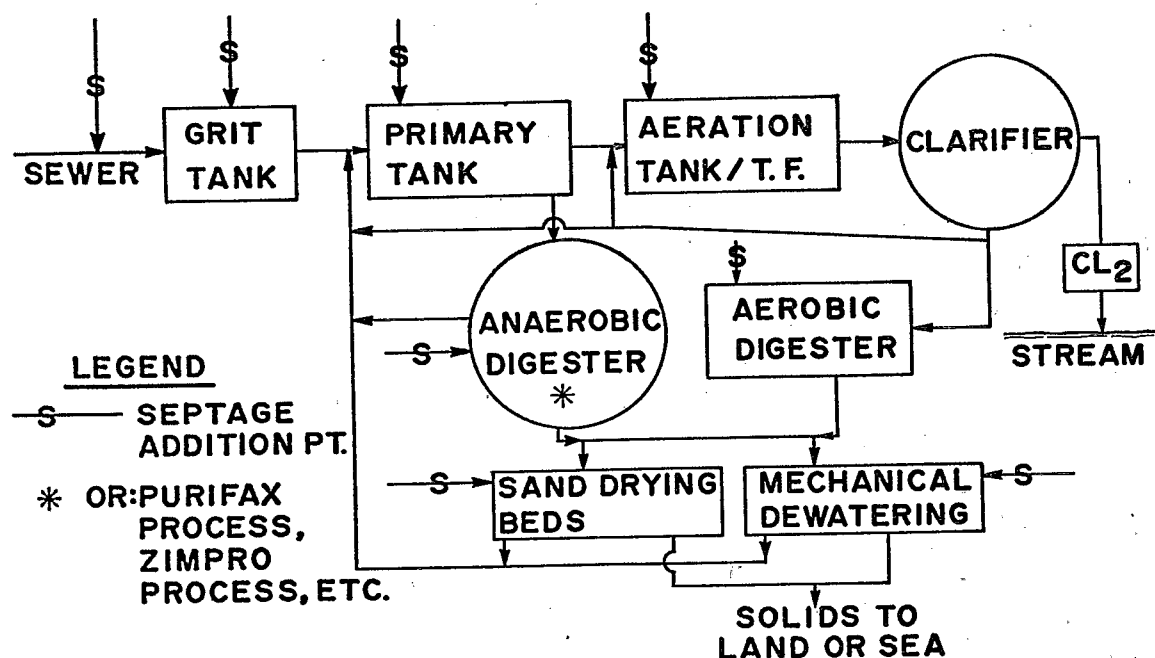 S
S
S
S
GRIT
TANK
PRIMARY
TANK
AERATION
TANK/T.F.
CLARIFIER
SEWER
CL2
STREAM
S
AEROBIC
DIGESTER
ANAEROBIC
DIGESTER
*
S
LEGEND
S SEPTAGE
ADDITION PT.
* OR:PURIFAX
PROCESS,
ZIMPRO
PROCESS, ETC.
S
SAND DRYING
BEDS
MECHANICAL
DEWATERING
S
SOLIDS TO
LAND OR SEA